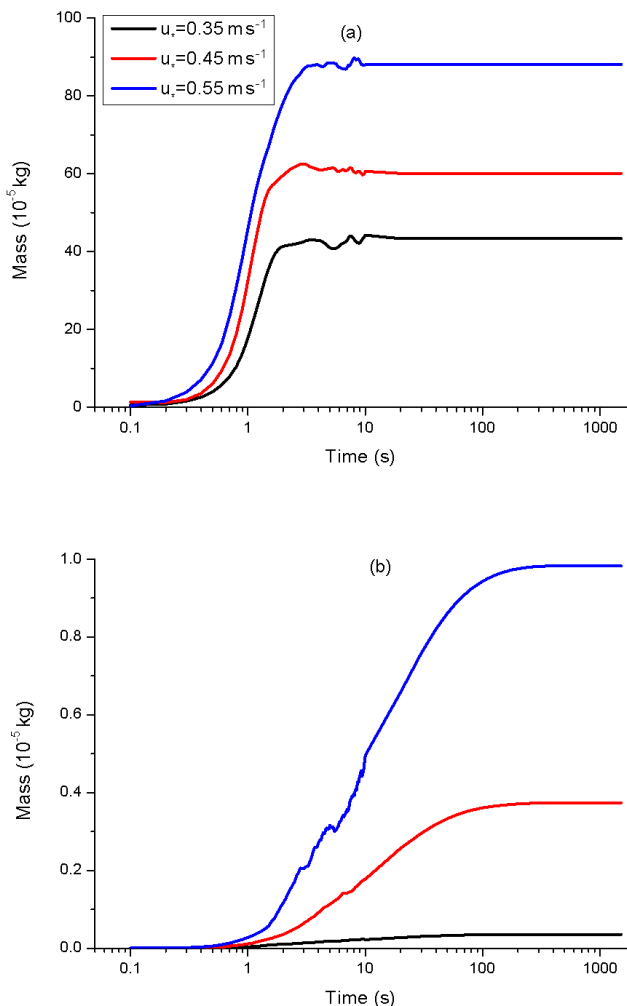 (a)
u*=0.35 m s⁻¹
u*=0.45 m s⁻¹
u*=0.55 m s⁻¹
100
80
60
40
20
0
Mass (10⁻⁵ kg)
0.1 1 10 100 1000
Time (s)
(b)
1.0
0.8
0.6
0.4
0.2
0.0
Mass (10⁻⁵ kg)
0.1 1 10 100 1000
Time (s)